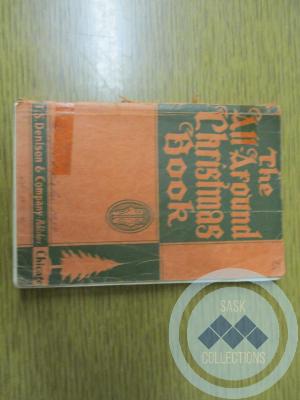 The
All Around
Christmas
Book
T.S. Denison & Company
Chicago
SASK
COLLECTIONS